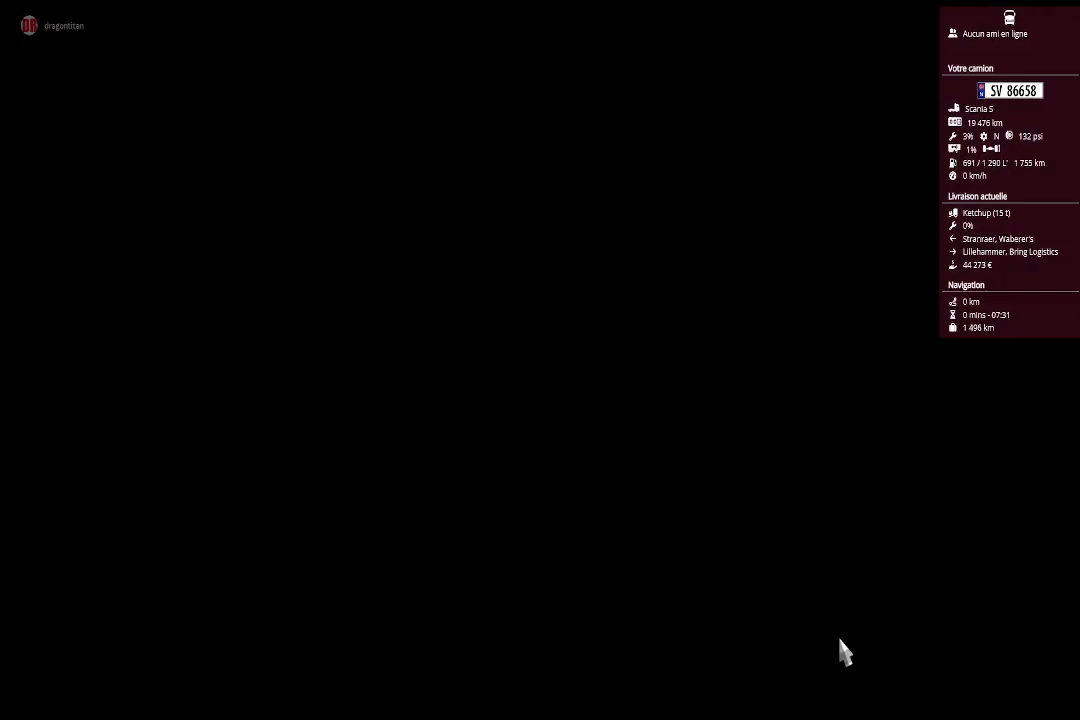 dragontitan
Aucun ami en ligne
Votre camion
N SV 86658
Scania S
19 476 km
3% N 132 psi
1%
691 / 1 290 L* 1 755 km
0 km/h
Livraison actuelle
Ketchup (15 t)
0%
← Stranraer, Waberer's
→ Lillehammer, Bring Logistics
44 273 €
Navigation
0 km
0 mins - 07:31
1 496 km